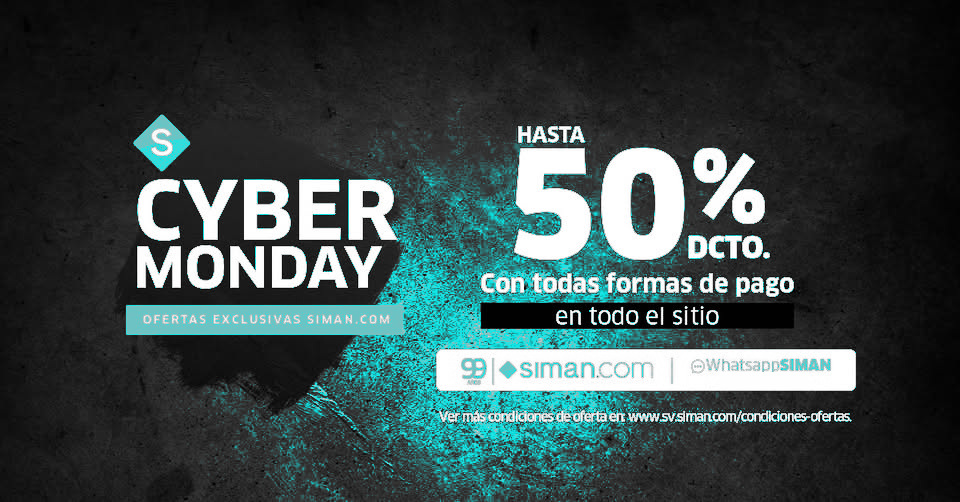 S
CYBER
MONDAY
OFERTAS EXCLUSIVAS SIMAN.COM
HASTA
50%
DCTO.
Con todas formas de pago
en todo el sitio
99 AÑOS siman.com WhatsappSIMAN
Ver más condiciones de oferta en: www.sv.siman.com/condiciones-ofertas.